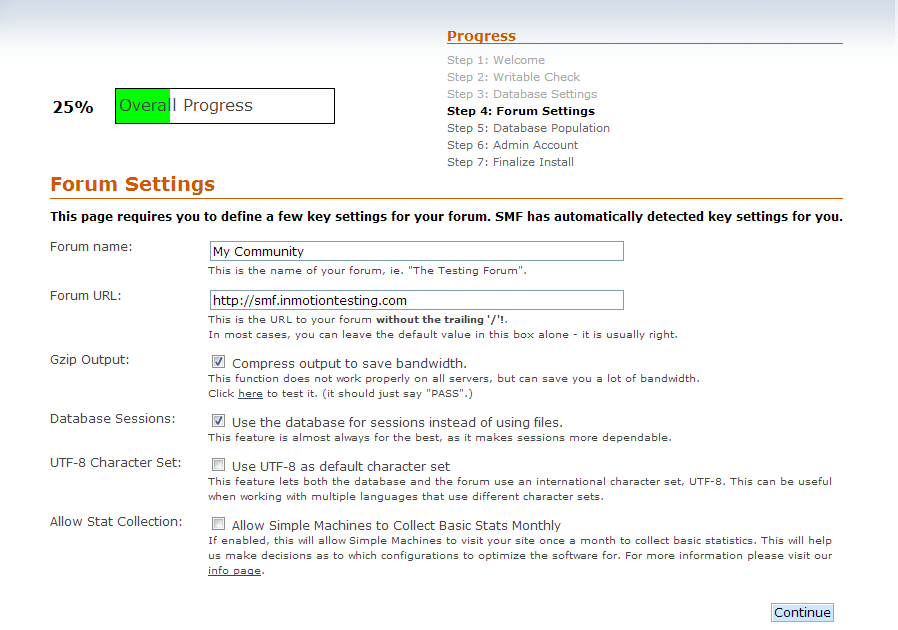 Progress
Step 1: Welcome
Step 2: Writable Check
Step 3: Database Settings
Step 4: Forum Settings
Step 5: Database Population
Step 6: Admin Account
Step 7: Finalize Install
25%
Overall Progress
Forum Settings
This page requires you to define a few key settings for your forum. SMF has automatically detected key settings for you.
Forum name:
My Community
This is the name of your forum, ie. "The Testing Forum".
Forum URL:
http://smf.inmotiontesting.com
This is the URL to your forum without the trailing '/'!.
In most cases, you can leave the default value in this box alone - it is usually right.
Gzip Output:
Compress output to save bandwidth.
This function does not work properly on all servers, but can save you a lot of bandwidth.
Click here to test it. (it should just say "PASS".)
Database Sessions:
Use the database for sessions instead of using files.
This feature is almost always for the best, as it makes sessions more dependable.
UTF-8 Character Set:
Use UTF-8 as default character set
This feature lets both the database and the forum use an international character set, UTF-8. This can be useful
when working with multiple languages that use different character sets.
Allow Stat Collection:
Allow Simple Machines to Collect Basic Stats Monthly
If enabled, this will allow Simple Machines to visit your site once a month to collect basic statistics. This will help
us make decisions as to which configurations to optimize the software for. For more information please visit our
info page.
Continue